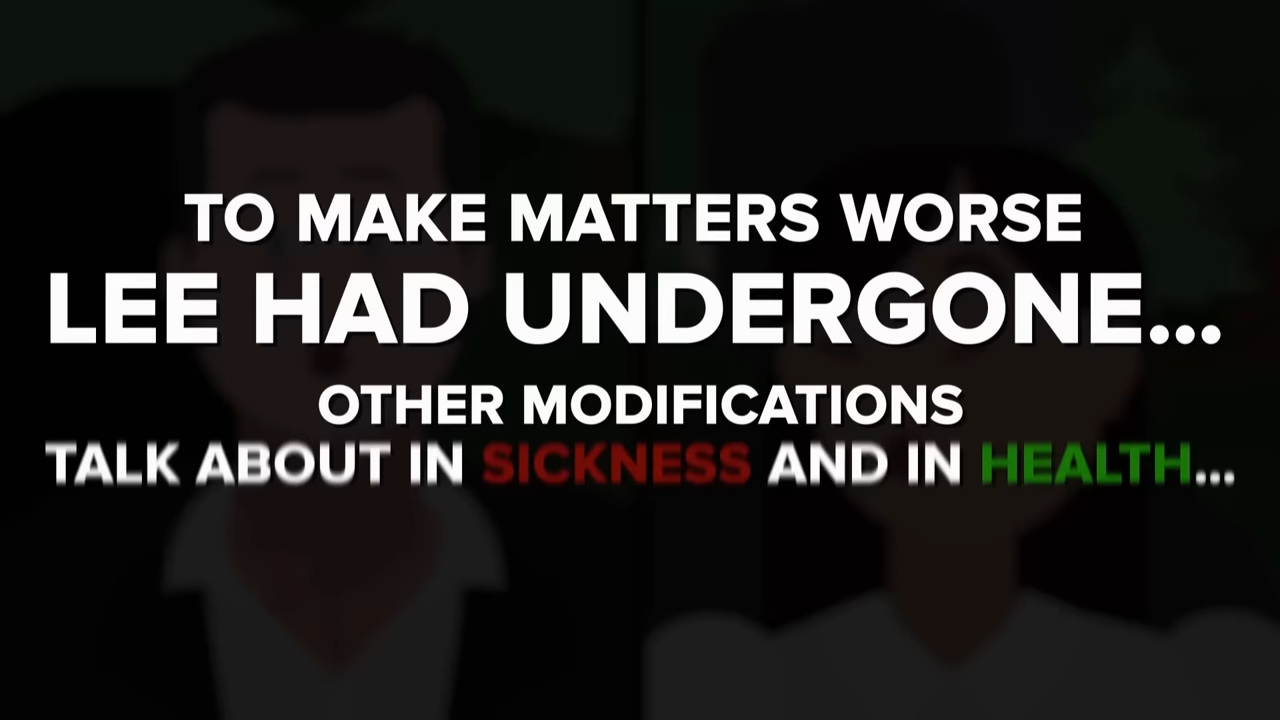 TO MAKE MATTERS WORSE
LEE HAD UNDERGONE...
OTHER MODIFICATIONS
TALK ABOUT IN SICKNESS AND IN HEALTH...